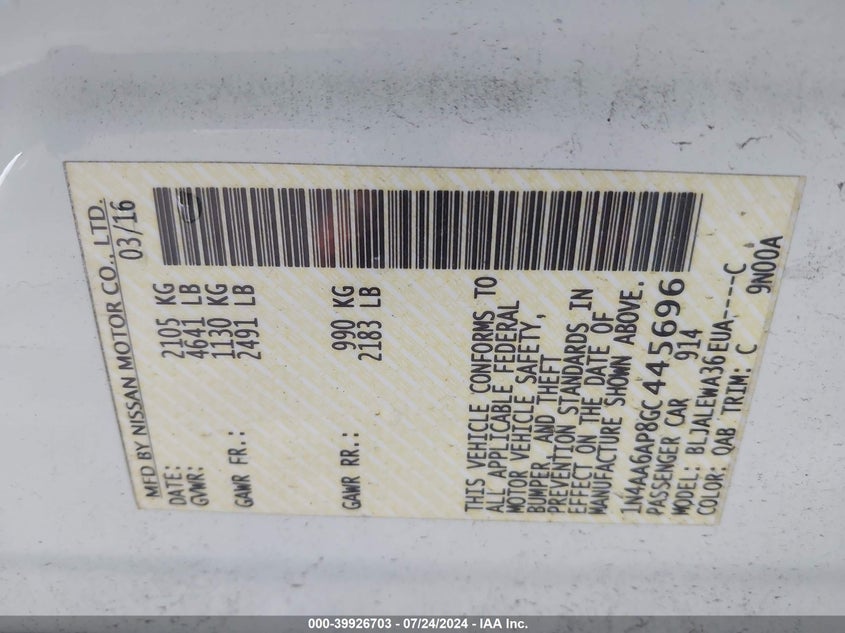 MFD BY NISSAN MOTOR CO., LTD.
DATE: 03/16
GVWR: 2105 KG
4641 LB
GAWR FR.: 1130 KG
2491 LB
GAWR RR.: 990 KG
2183 LB
THIS VEHICLE CONFORMS TO
ALL APPLICABLE FEDERAL
MOTOR VEHICLE SAFETY,
BUMPER, AND THEFT
PREVENTION STANDARDS IN
EFFECT ON THE DATE OF
MANUFACTURE SHOWN ABOVE.
1N4AA6AP8GC445696
PASSENGER CAR 914
MODEL: BLJALEWA36EUA,----C
COLOR: QAB TRIM: C 9N00A
000-39926703 - 07/24/2024 - IAA Inc.